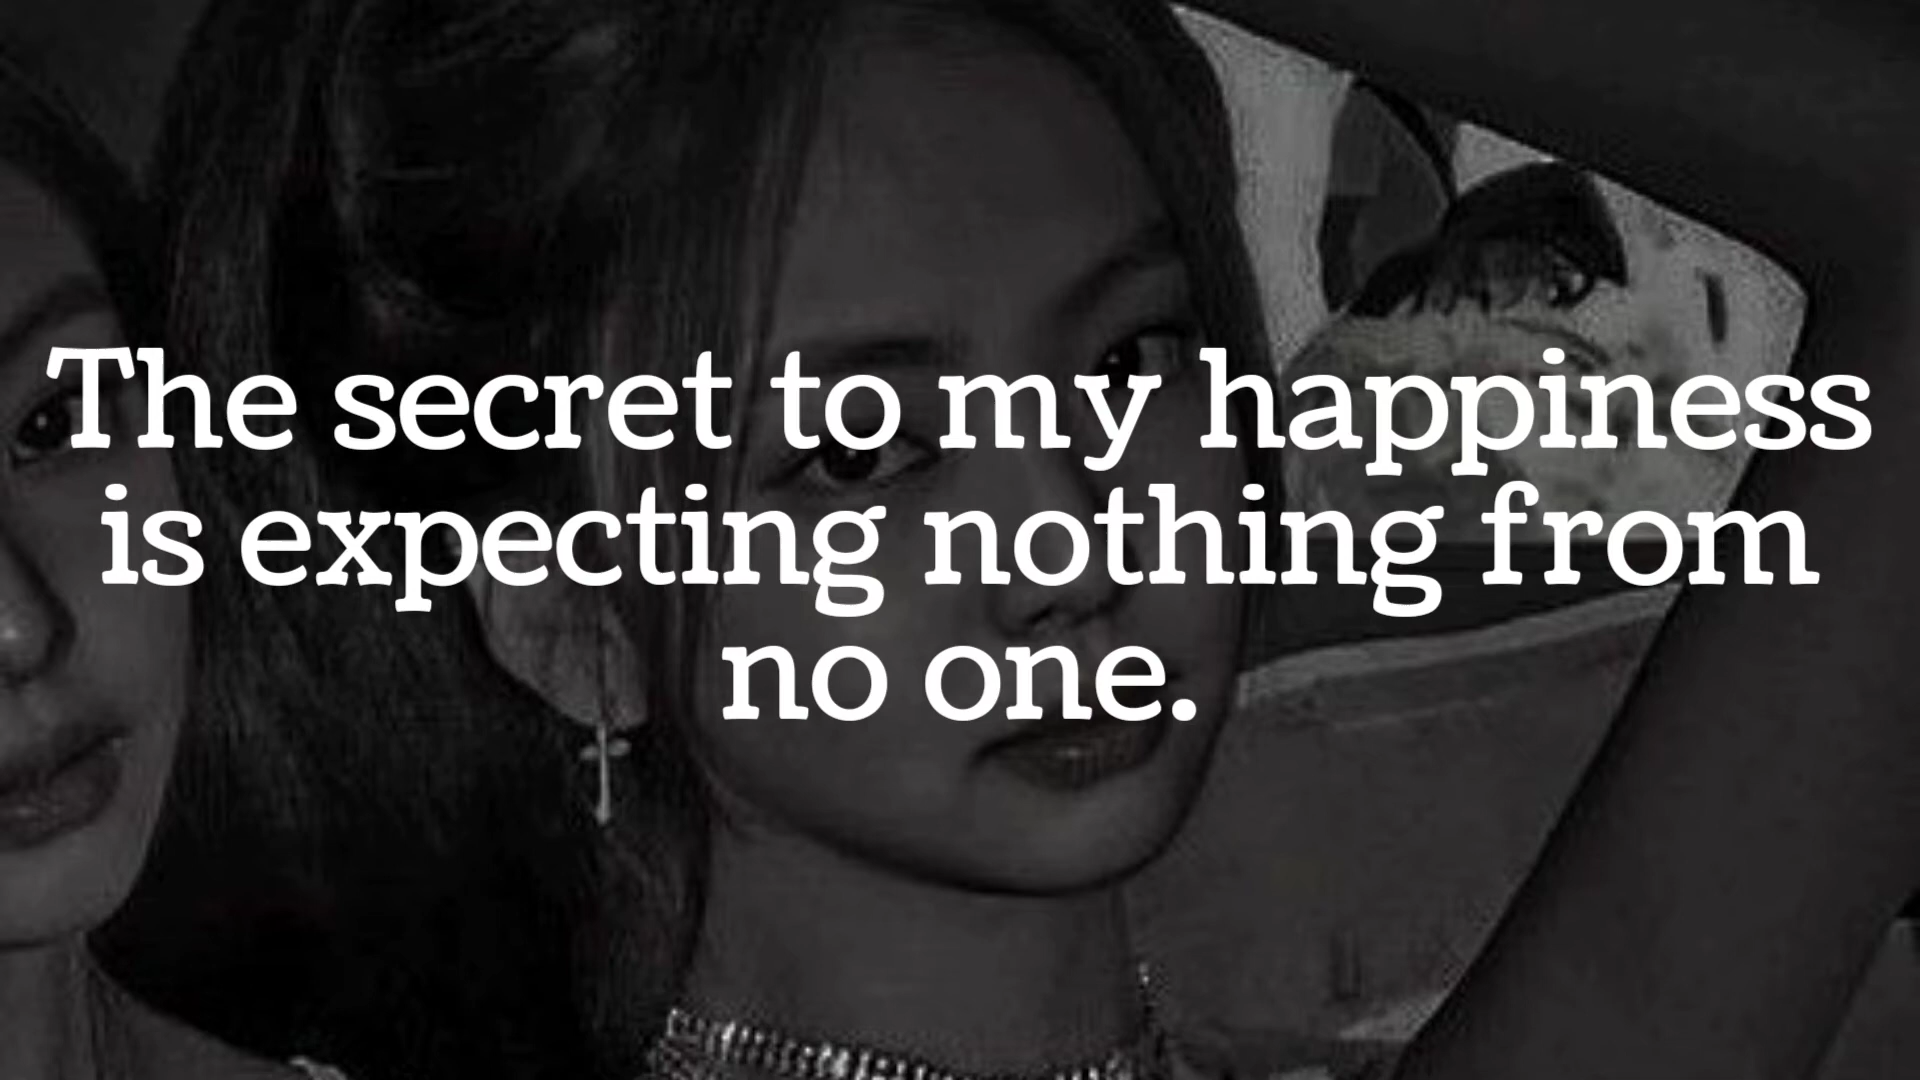 The secret to my happiness
is expecting nothing from
no one.